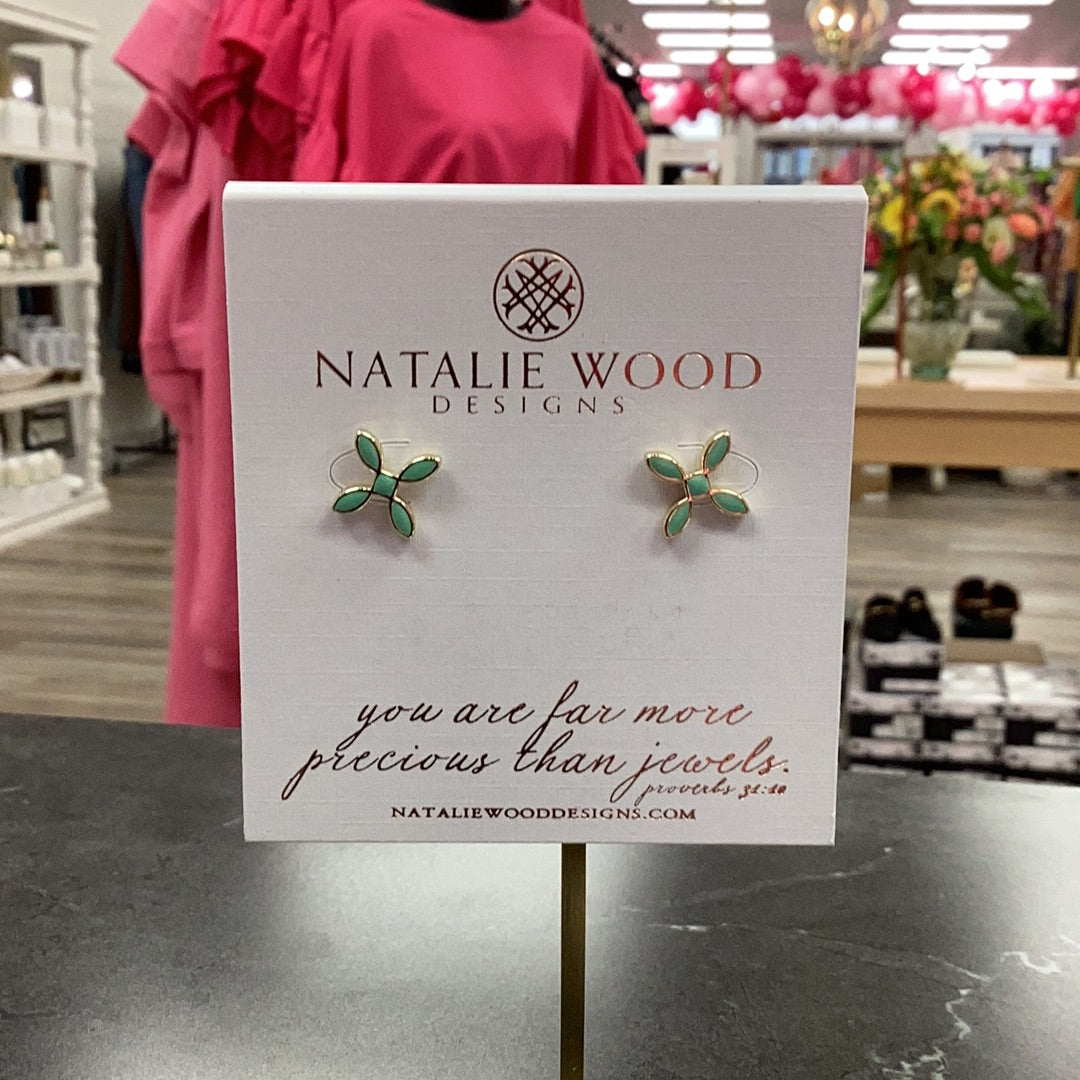 NATALIE WOOD
DESIGNS
you are far more
precious than jewels.
proverbs 31:10
NATALIEWOODDESIGNS.COM